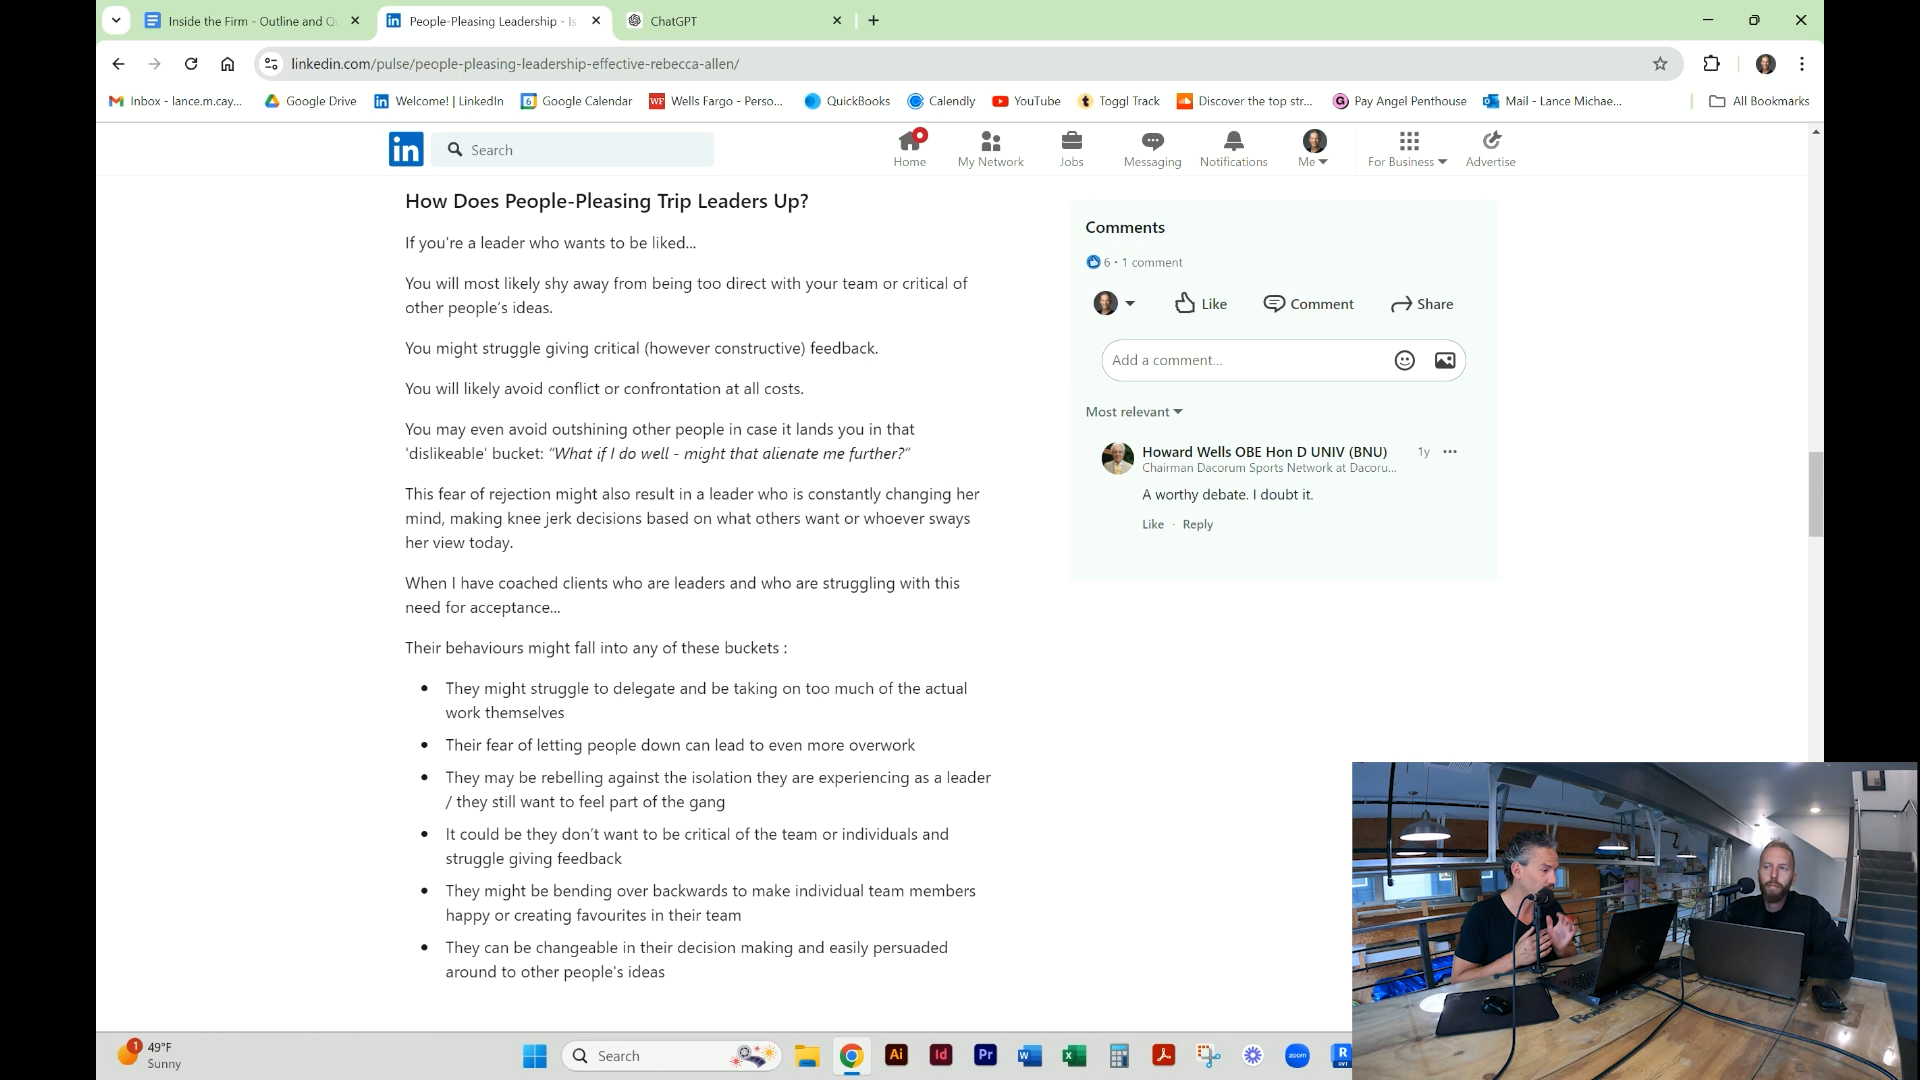 Inside the Firm - Outline and Q
People-Pleasing Leadership - Is
ChatGPT
linkedin.com/pulse/people-pleasing-leadership-effective-rebecca-allen/
Inbox - lance.m.cay...
Google Drive
Welcome! | LinkedIn
6
Google Calendar
WF
Wells Fargo - Perso...
QuickBooks
Calendly
YouTube
Toggl Track
Discover the top str...
Pay Angel Penthouse
Mail - Lance Michae...
All Bookmarks
in
Search
Home
My Network
Jobs
Messaging
Notifications
Me
For Business
Advertise
How Does People-Pleasing Trip Leaders Up?
If you're a leader who wants to be liked...
You will most likely shy away from being too direct with your team or critical of
other people's ideas.
You might struggle giving critical (however constructive) feedback.
You will likely avoid conflict or confrontation at all costs.
You may even avoid outshining other people in case it lands you in that
'dislikeable' bucket: “What if I do well - might that alienate me further?”
This fear of rejection might also result in a leader who is constantly changing her
mind, making knee jerk decisions based on what others want or whoever sways
her view today.
When I have coached clients who are leaders and who are struggling with this
need for acceptance...
Their behaviours might fall into any of these buckets :
• They might struggle to delegate and be taking on too much of the actual
work themselves
• Their fear of letting people down can lead to even more overwork
• They may be rebelling against the isolation they are experiencing as a leader
/ they still want to feel part of the gang
• It could be they don't want to be critical of the team or individuals and
struggle giving feedback
• They might be bending over backwards to make individual team members
happy or creating favourites in their team
• They can be changeable in their decision making and easily persuaded
around to other people's ideas
Comments
6 • 1 comment
Like
Comment
Share
Add a comment...
Most relevant
Howard Wells OBE Hon D UNIV (BNU)
1y
Chairman Dacorum Sports Network at Dacoru...
A worthy debate. I doubt it.
Like · Reply
1
49°F
Sunny
Search
Ai
Id
Pr
zoom
R